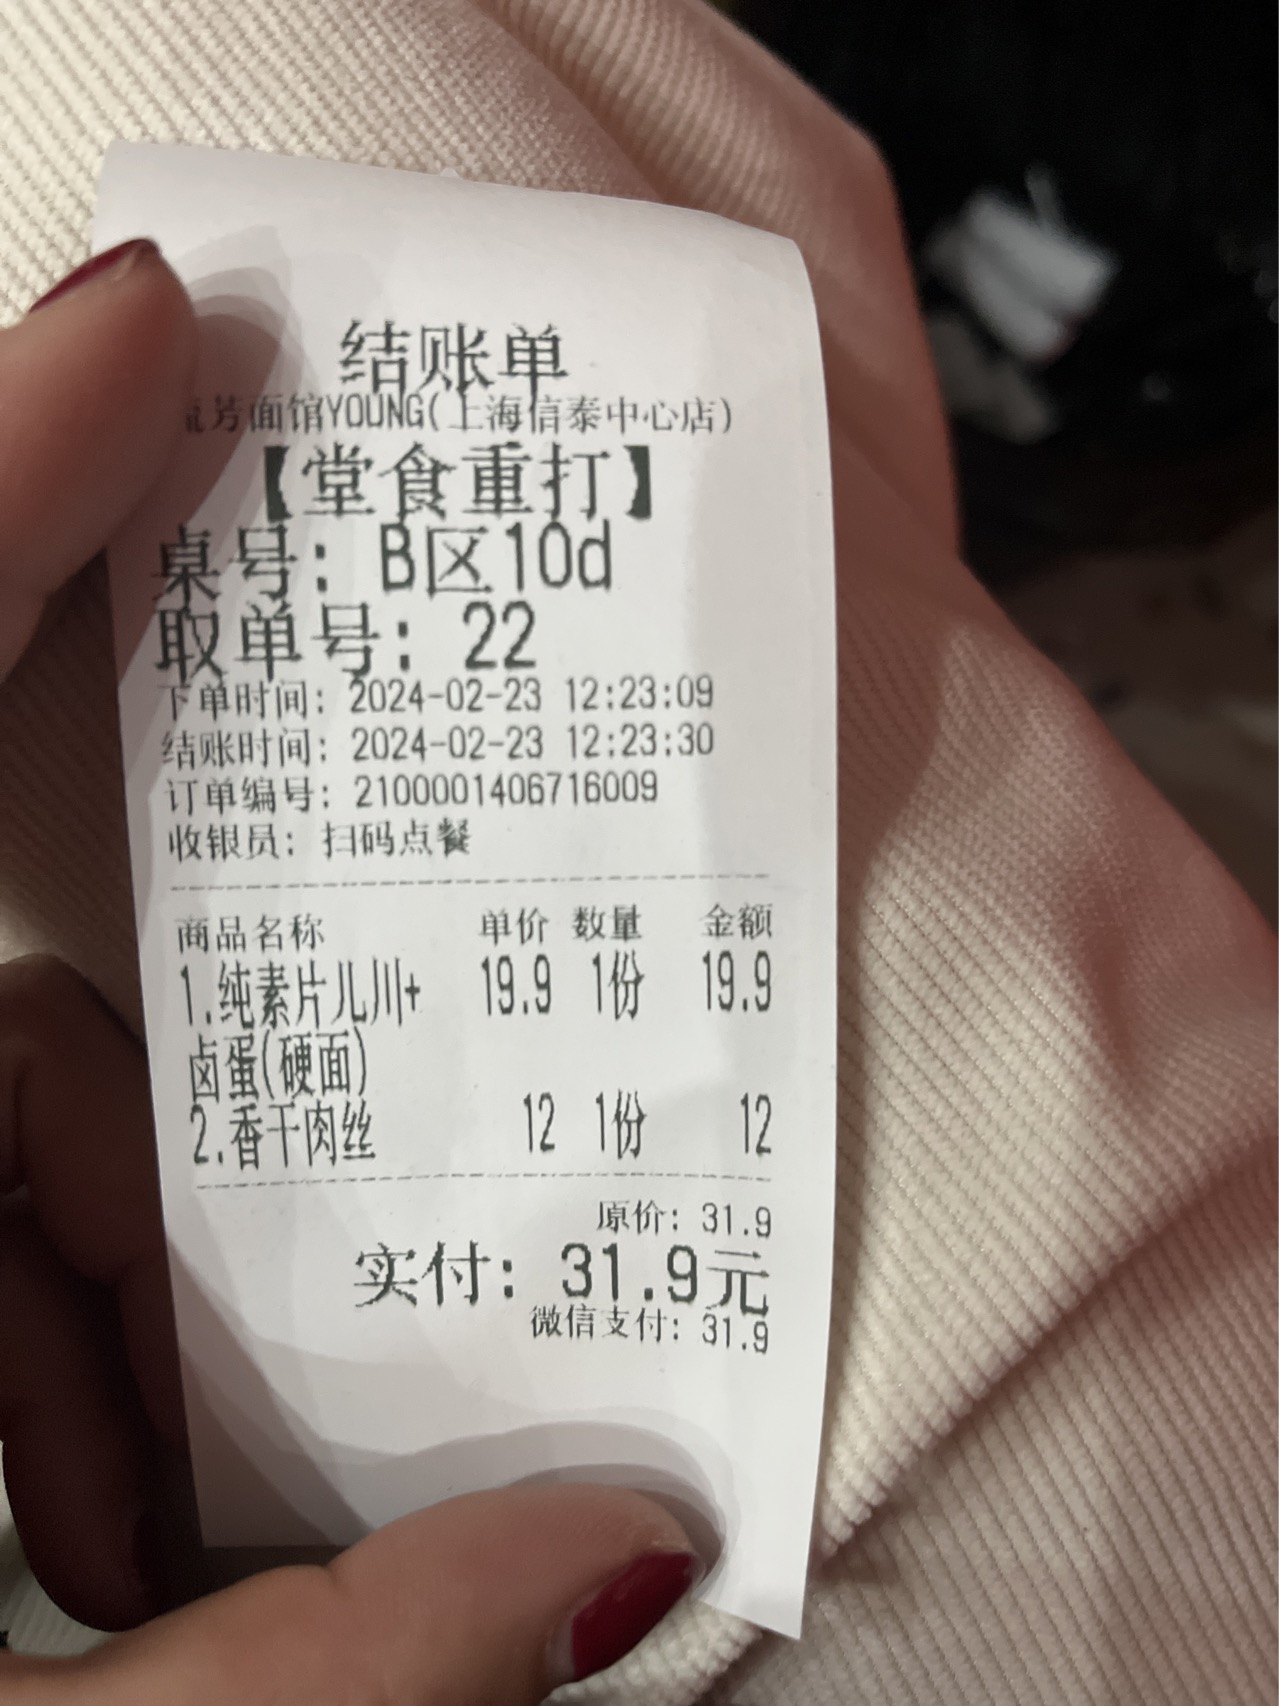 结账单
芳面馆YOUNG(上海信泰中心店)
【堂食重打】
桌号: B区10d
取单号: 22
下单时间: 2024-02-23 12:23:09
结账时间: 2024-02-23 12:23:30
订单编号: 2100001406716009
收银员: 扫码点餐
商品名称 单价 数量 金额
1.纯素片儿川+ 19.9 1份 19.9
卤蛋(硬面)
2.香干肉丝 12 1份 12
原价: 31.9
实付: 31.9元
微信支付: 31.9